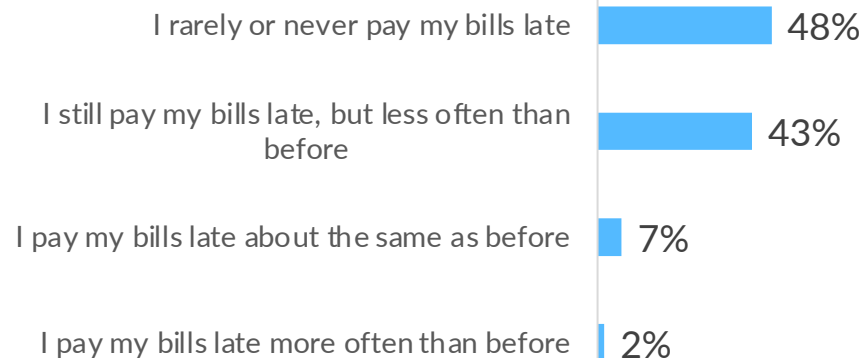 I rarely or never pay my bills late 48%
I still pay my bills late, but less often than
before
43%
I pay my bills late about the same as before 7%
I pay my bills late more often than before 2%